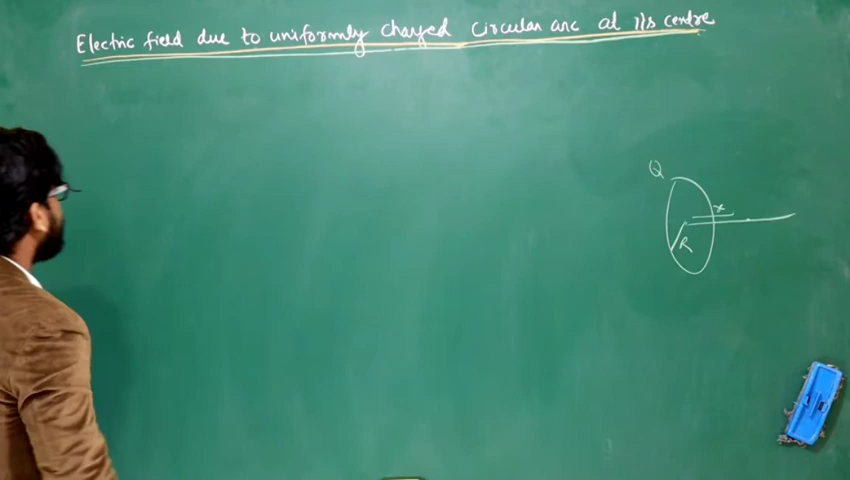 Electric field due to uniformly charged circular arc at its centre
Q
x
R